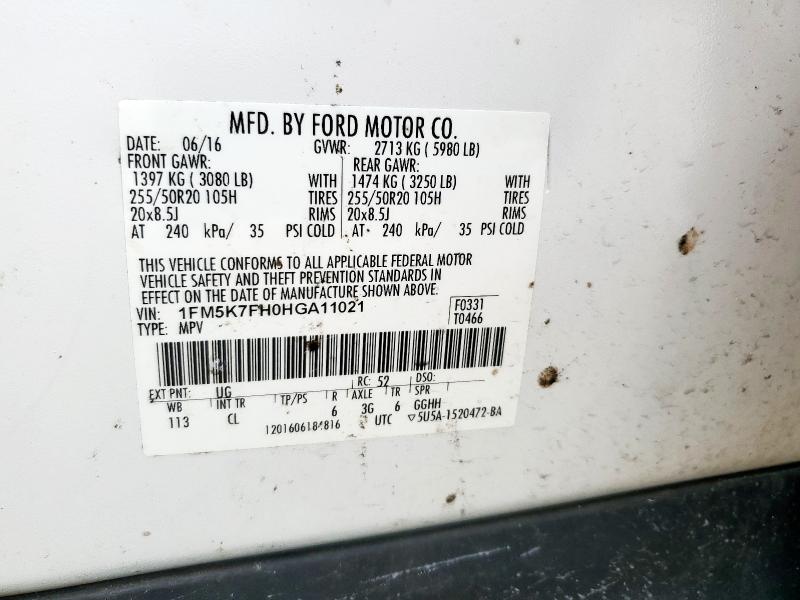 MFD. BY FORD MOTOR CO.
DATE: 06/16 GVWR: 2713 KG ( 5980 LB)
FRONT GAWR: REAR GAWR:
1397 KG ( 3080 LB) WITH 1474 KG ( 3250 LB) WITH
255/50R20 105H TIRES 255/50R20 105H TIRES
20x8.5J RIMS 20x8.5J RIMS
AT 240 kPa/ 35 PSI COLD AT 240 kPa/ 35 PSI COLD
THIS VEHICLE CONFORMS TO ALL APPLICABLE FEDERAL MOTOR
VEHICLE SAFETY AND THEFT PREVENTION STANDARDS IN
EFFECT ON THE DATE OF MANUFACTURE SHOWN ABOVE.
VIN: 1FM5K7FH0HGA11021 F0331
TYPE: MPV T0466
EXT PNT: UG RC: 52 DSO:
WB INT TR TP/PS R AXLE TR SPR
113 CL 6 3G 6 GGHH
UTC ▽5U5A-1520472-BA